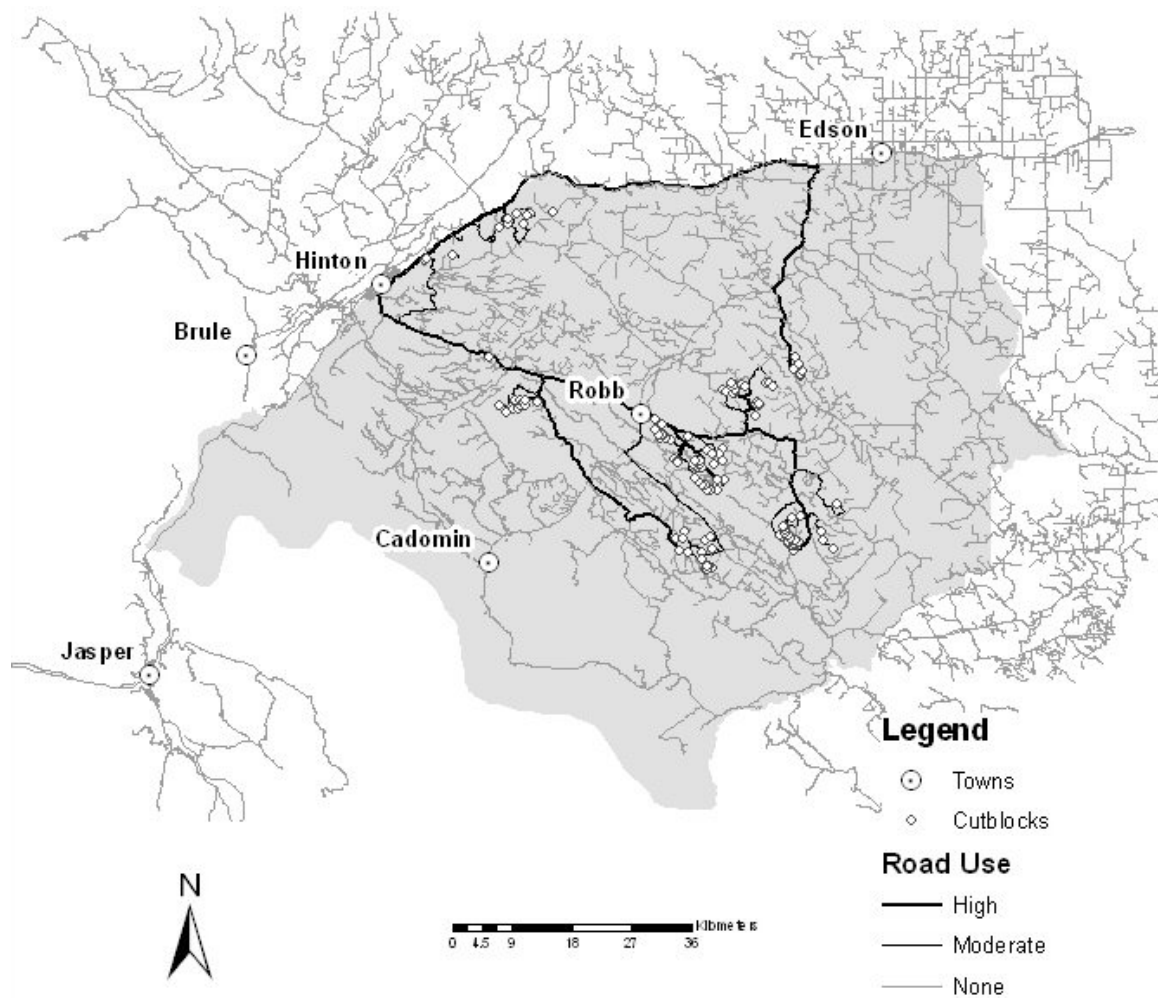 Edson
Hinton
Brule
Robb
Cadomin
Jasper
Legend
Towns
Cutblocks
Road Use
High
Moderate
None
N
Kilometers
0 4.5 9 18 27 36